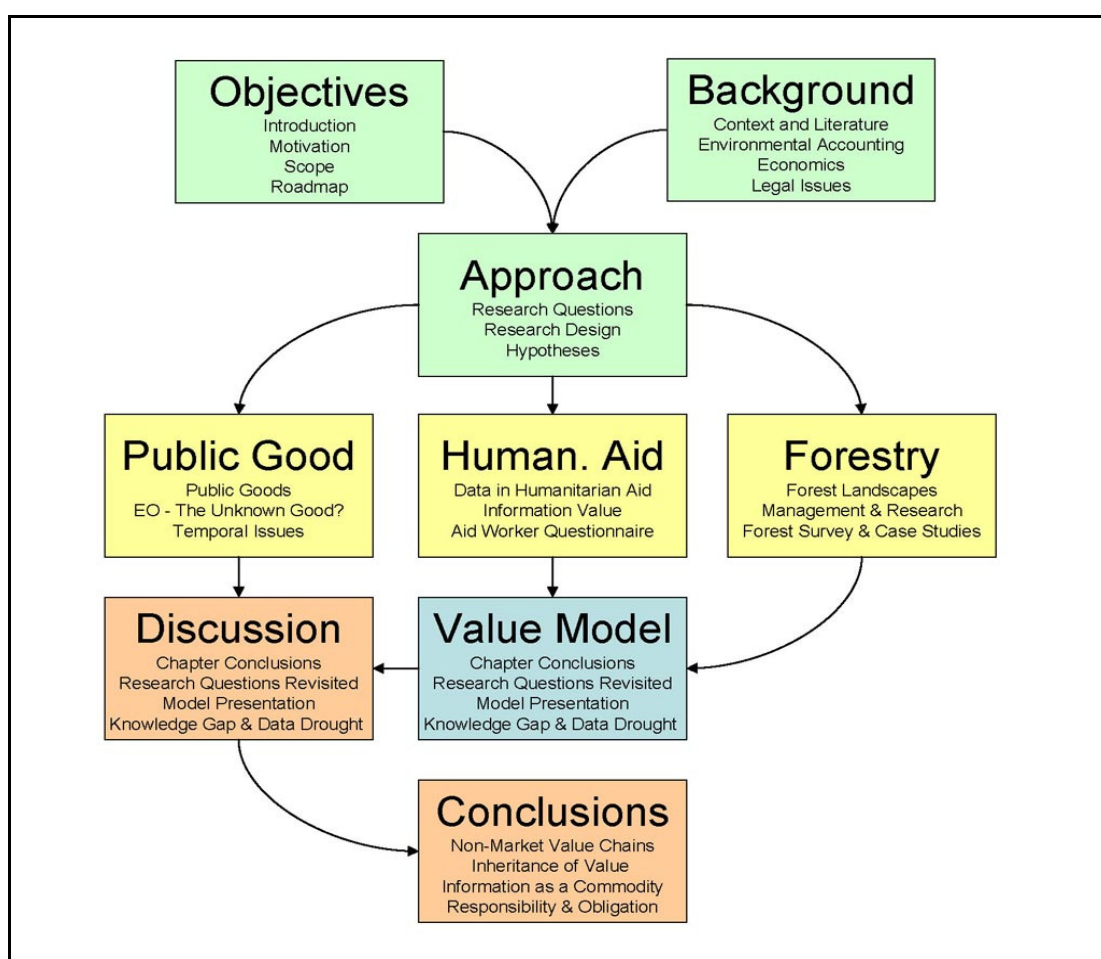 Objectives
Introduction
Motivation
Scope
Roadmap
Background
Context and Literature
Environmental Accounting
Economics
Legal Issues
Approach
Research Questions
Research Design
Hypotheses
Public Good
Public Goods
EO - The Unknown Good?
Temporal Issues
Human. Aid
Data in Humanitarian Aid
Information Value
Aid Worker Questionnaire
Forestry
Forest Landscapes
Management & Research
Forest Survey & Case Studies
Discussion
Chapter Conclusions
Research Questions Revisited
Model Presentation
Knowledge Gap & Data Drought
Value Model
Chapter Conclusions
Research Questions Revisited
Model Presentation
Knowledge Gap & Data Drought
Conclusions
Non-Market Value Chains
Inheritance of Value
Information as a Commodity
Responsibility & Obligation